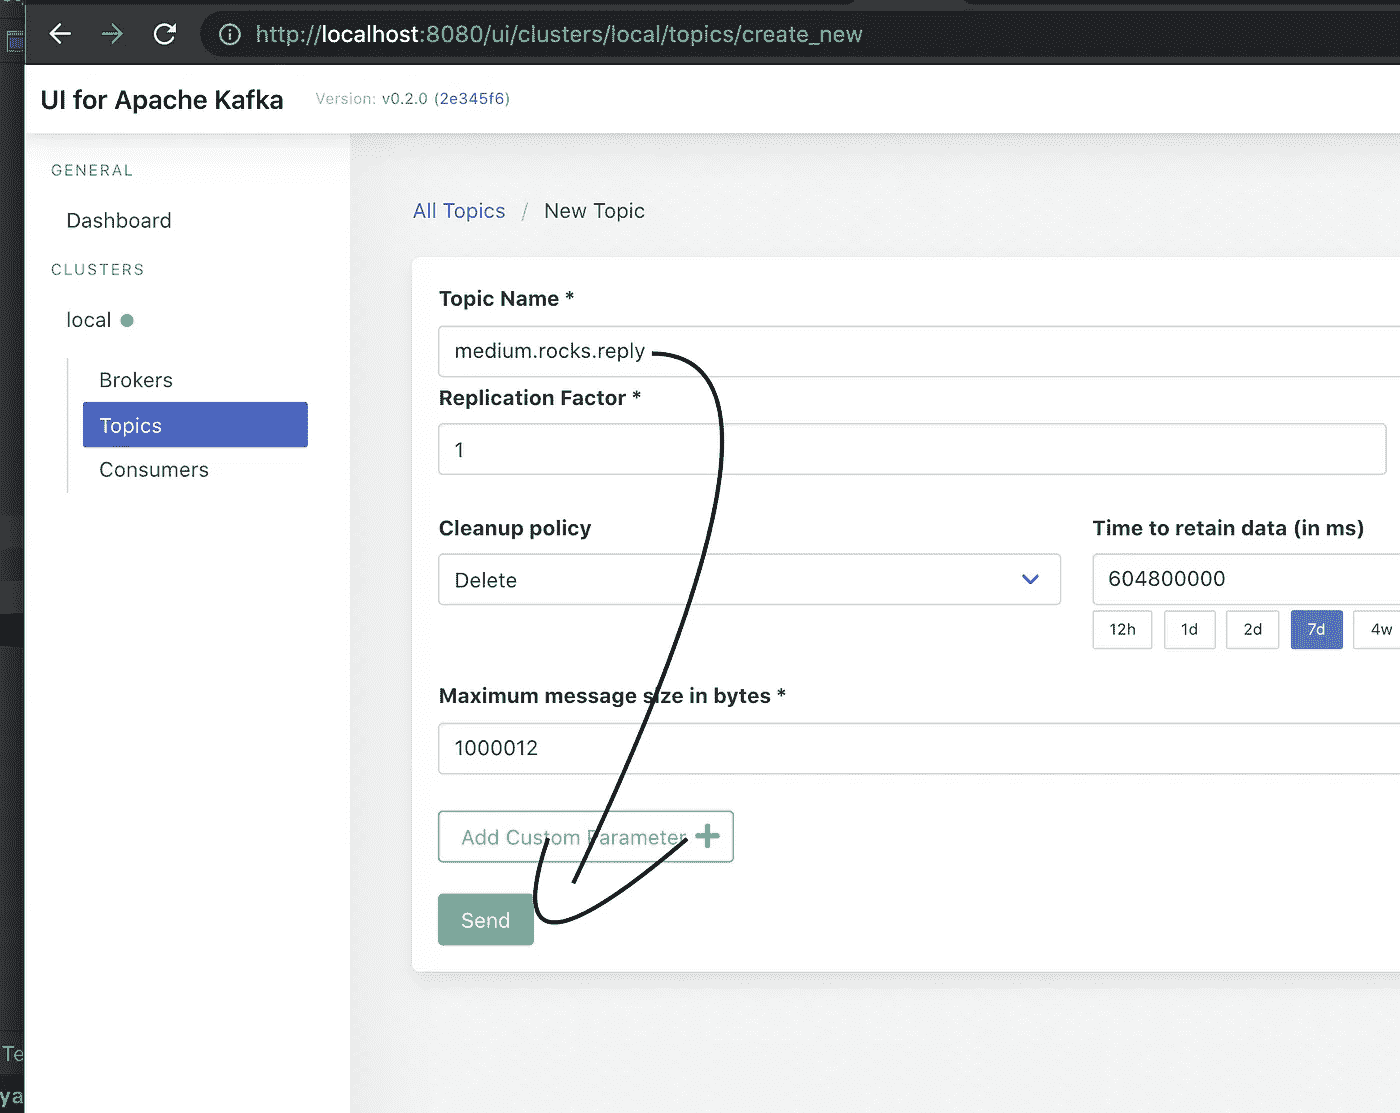 http://localhost:8080/ui/clusters/local/topics/create_new
UI for Apache Kafka Version: v0.2.0 (2e345f6)
GENERAL
Dashboard
CLUSTERS
local
Brokers
Topics
Consumers
All Topics / New Topic
Topic Name *
medium.rocks.reply
Replication Factor *
1
Cleanup policy
Delete
Time to retain data (in ms)
604800000
12h 1d 2d 7d 4w
Maximum message size in bytes *
1000012
Add Custom Parameter
Send
Te
ya